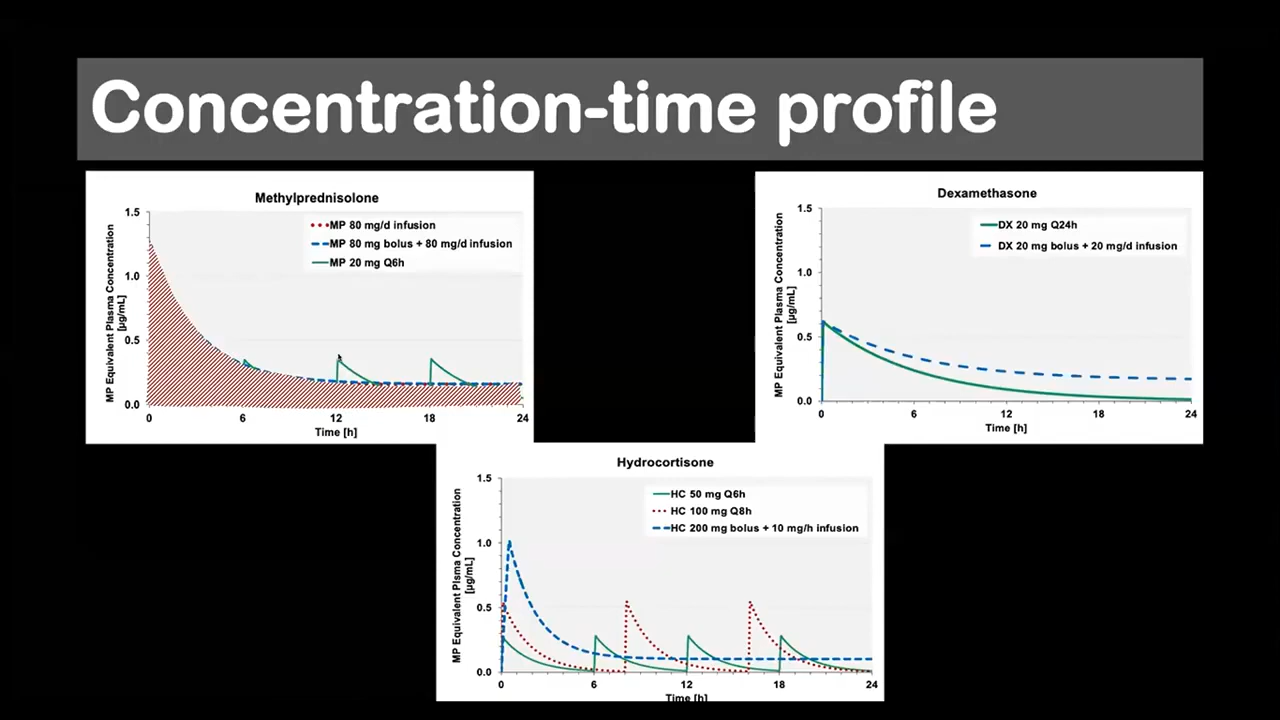 Concentration-time profile
Methylprednisolone
MP Equivalent Plasma Concentration
[µg/mL]
1.5
1.0
0.5
0.0
MP 80 mg/d infusion
MP 80 mg bolus + 80 mg/d infusion
MP 20 mg Q6h
0 6 12 18 24
Time [h]
Dexamethasone
MP Equivalent Plasma Concentration
[µg/mL]
1.5
1.0
0.5
0.0
DX 20 mg Q24h
DX 20 mg bolus + 20 mg/d infusion
0 6 12 18 24
Time [h]
Hydrocortisone
MP Equivalent Plsma Concentration
[µg/mL]
1.5
1.0
0.5
0.0
HC 50 mg Q6h
HC 100 mg Q8h
HC 200 mg bolus + 10 mg/h infusion
0 6 12 18 24
Time [h]